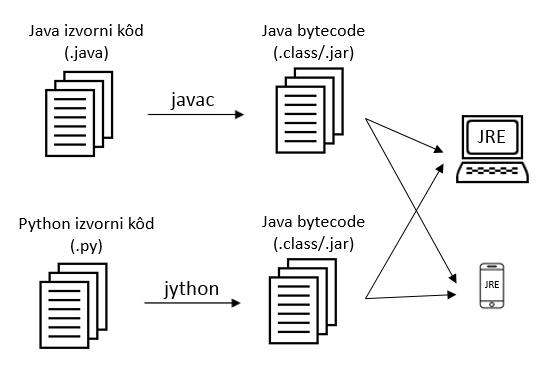 Java izvorni kôd
(.java)
javac
Java bytecode
(.class/.jar)
JRE
Python izvorni kôd
(.py)
jython
Java bytecode
(.class/.jar)
JRE